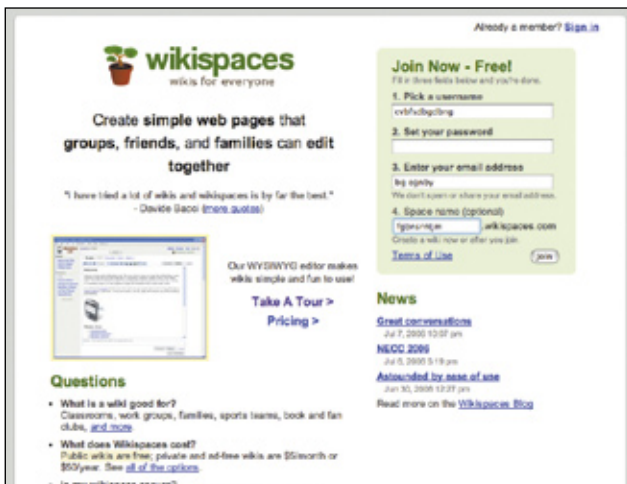 Already a member? Sign in
wikispaces
wikis for everyone
Create simple web pages that
groups, friends, and families can edit
together
"I have tried a lot of wikis and wikispaces is by far the best."
- Davide Bacci (more quotes)
Our WYSIWYG editor makes
wikis simple and fun to use!
Take A Tour >
Pricing >
Questions
• What is a wiki good for?
Classrooms, work groups, families, sports teams, book and fan
clubs, and more.
• What does Wikispaces cost?
Public wikis are free; private and ad-free wikis are $5/month or
$50/year. See all of the options.
Join Now - Free!
Fill in three fields below and you're done.
1. Pick a username
2. Set your password
3. Enter your email address
We don't spam or share your email address.
4. Space name (optional)
.wikispaces.com
Create a wiki now or after you join.
Terms of Use
join
News
Great conversations
Jul 7, 2006 12:07 pm
NECC 2006
Jul 5, 2006 5:19 pm
Astounded by ease of use
Jun 30, 2006 12:27 pm
Read more on the Wikispaces Blog